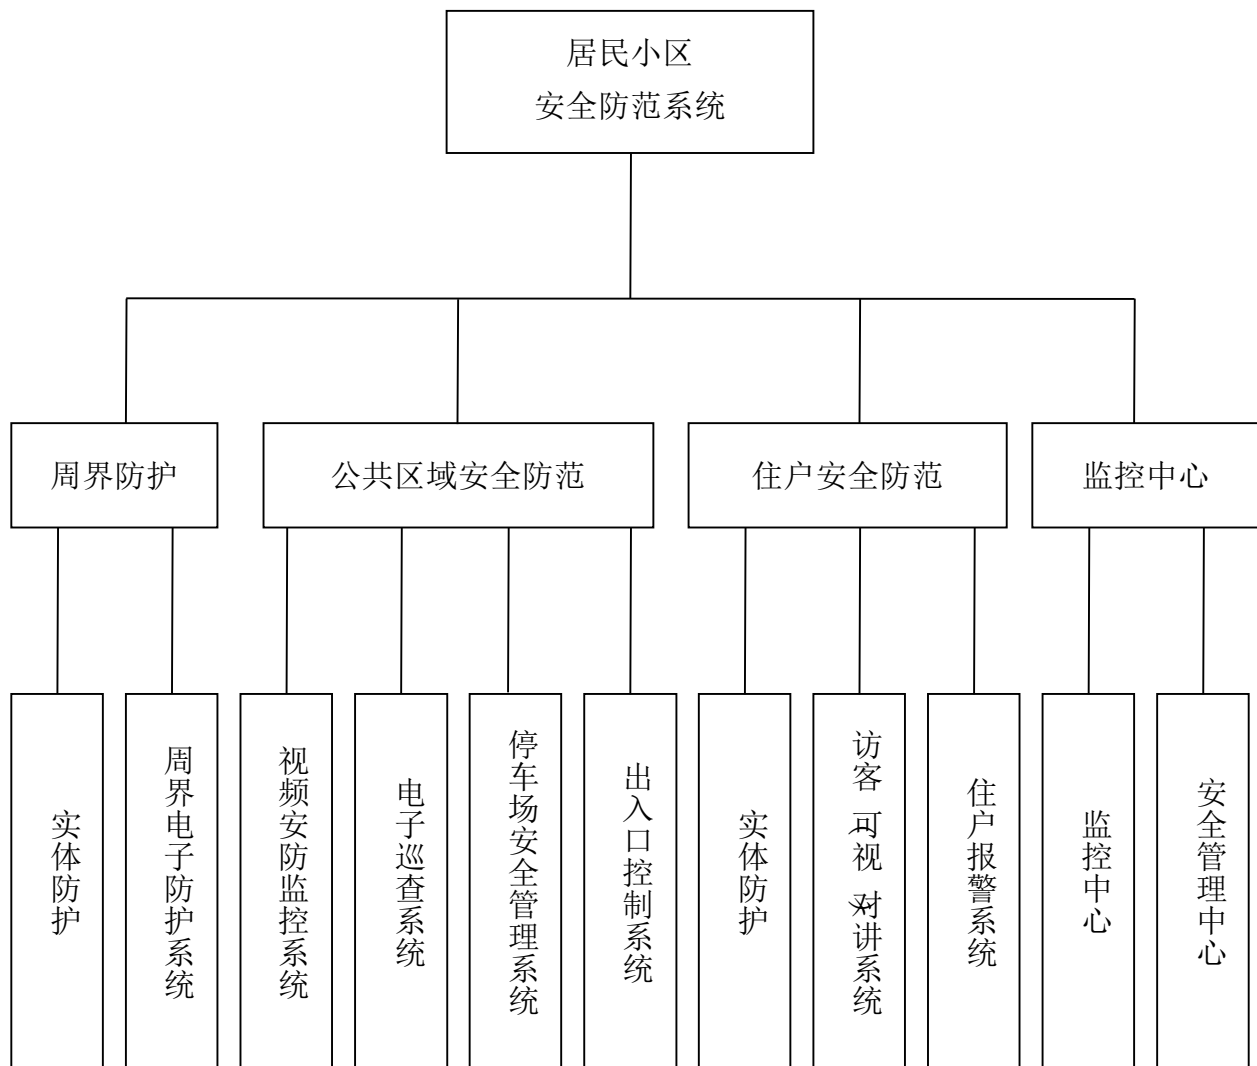 居民小区
安全防范系统
周界防护
公共区域安全防范
住户安全防范
监控中心
实体防护
周界电子防护系统
视频安防监控系统
电子巡查系统
停车场安全管理系统
出入口控制系统
实体防护
访客(可视)对讲系统
住户报警系统
监控中心
安全管理中心